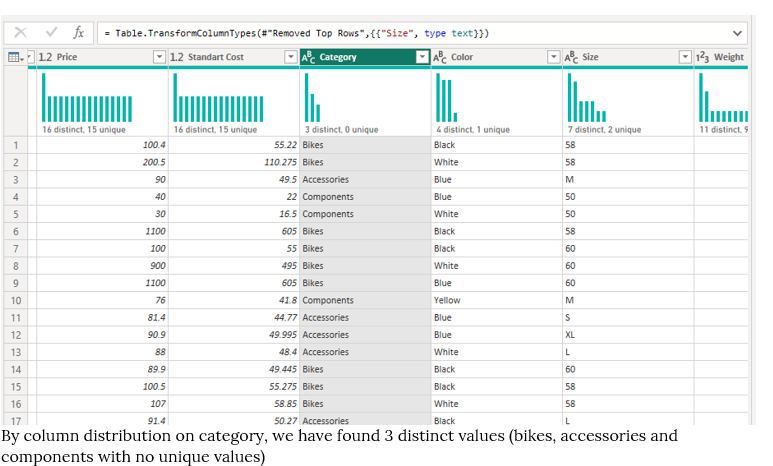 = Table.TransformColumnTypes(#"Removed Top Rows",{{"Size", type text}})
1.2 Price 1.2 Standart Cost ABC Category ABC Color ABC Size 123 Weight
16 distinct, 15 unique 16 distinct, 15 unique 3 distinct, 0 unique 4 distinct, 1 unique 7 distinct, 2 unique 11 distinct, 9
1 100.4 55.22 Bikes Black 58
2 200.5 110.275 Bikes White 58
3 90 49.5 Accessories Blue M
4 40 22 Components Blue 50
5 30 16.5 Components White 50
6 1100 605 Bikes Black 58
7 100 55 Bikes Black 60
8 900 495 Bikes White 60
9 1100 605 Bikes Blue 60
10 76 41.8 Components Yellow M
11 81.4 44.77 Accessories Blue S
12 90.9 49.995 Accessories Blue XL
13 88 48.4 Accessories White L
14 89.9 49.445 Bikes Black 60
15 100.5 55.275 Bikes Black 58
16 107 58.85 Bikes White 58
17 91.4 50.27 Accessories Black L
By column distribution on category, we have found 3 distinct values (bikes, accessories and
components with no unique values)